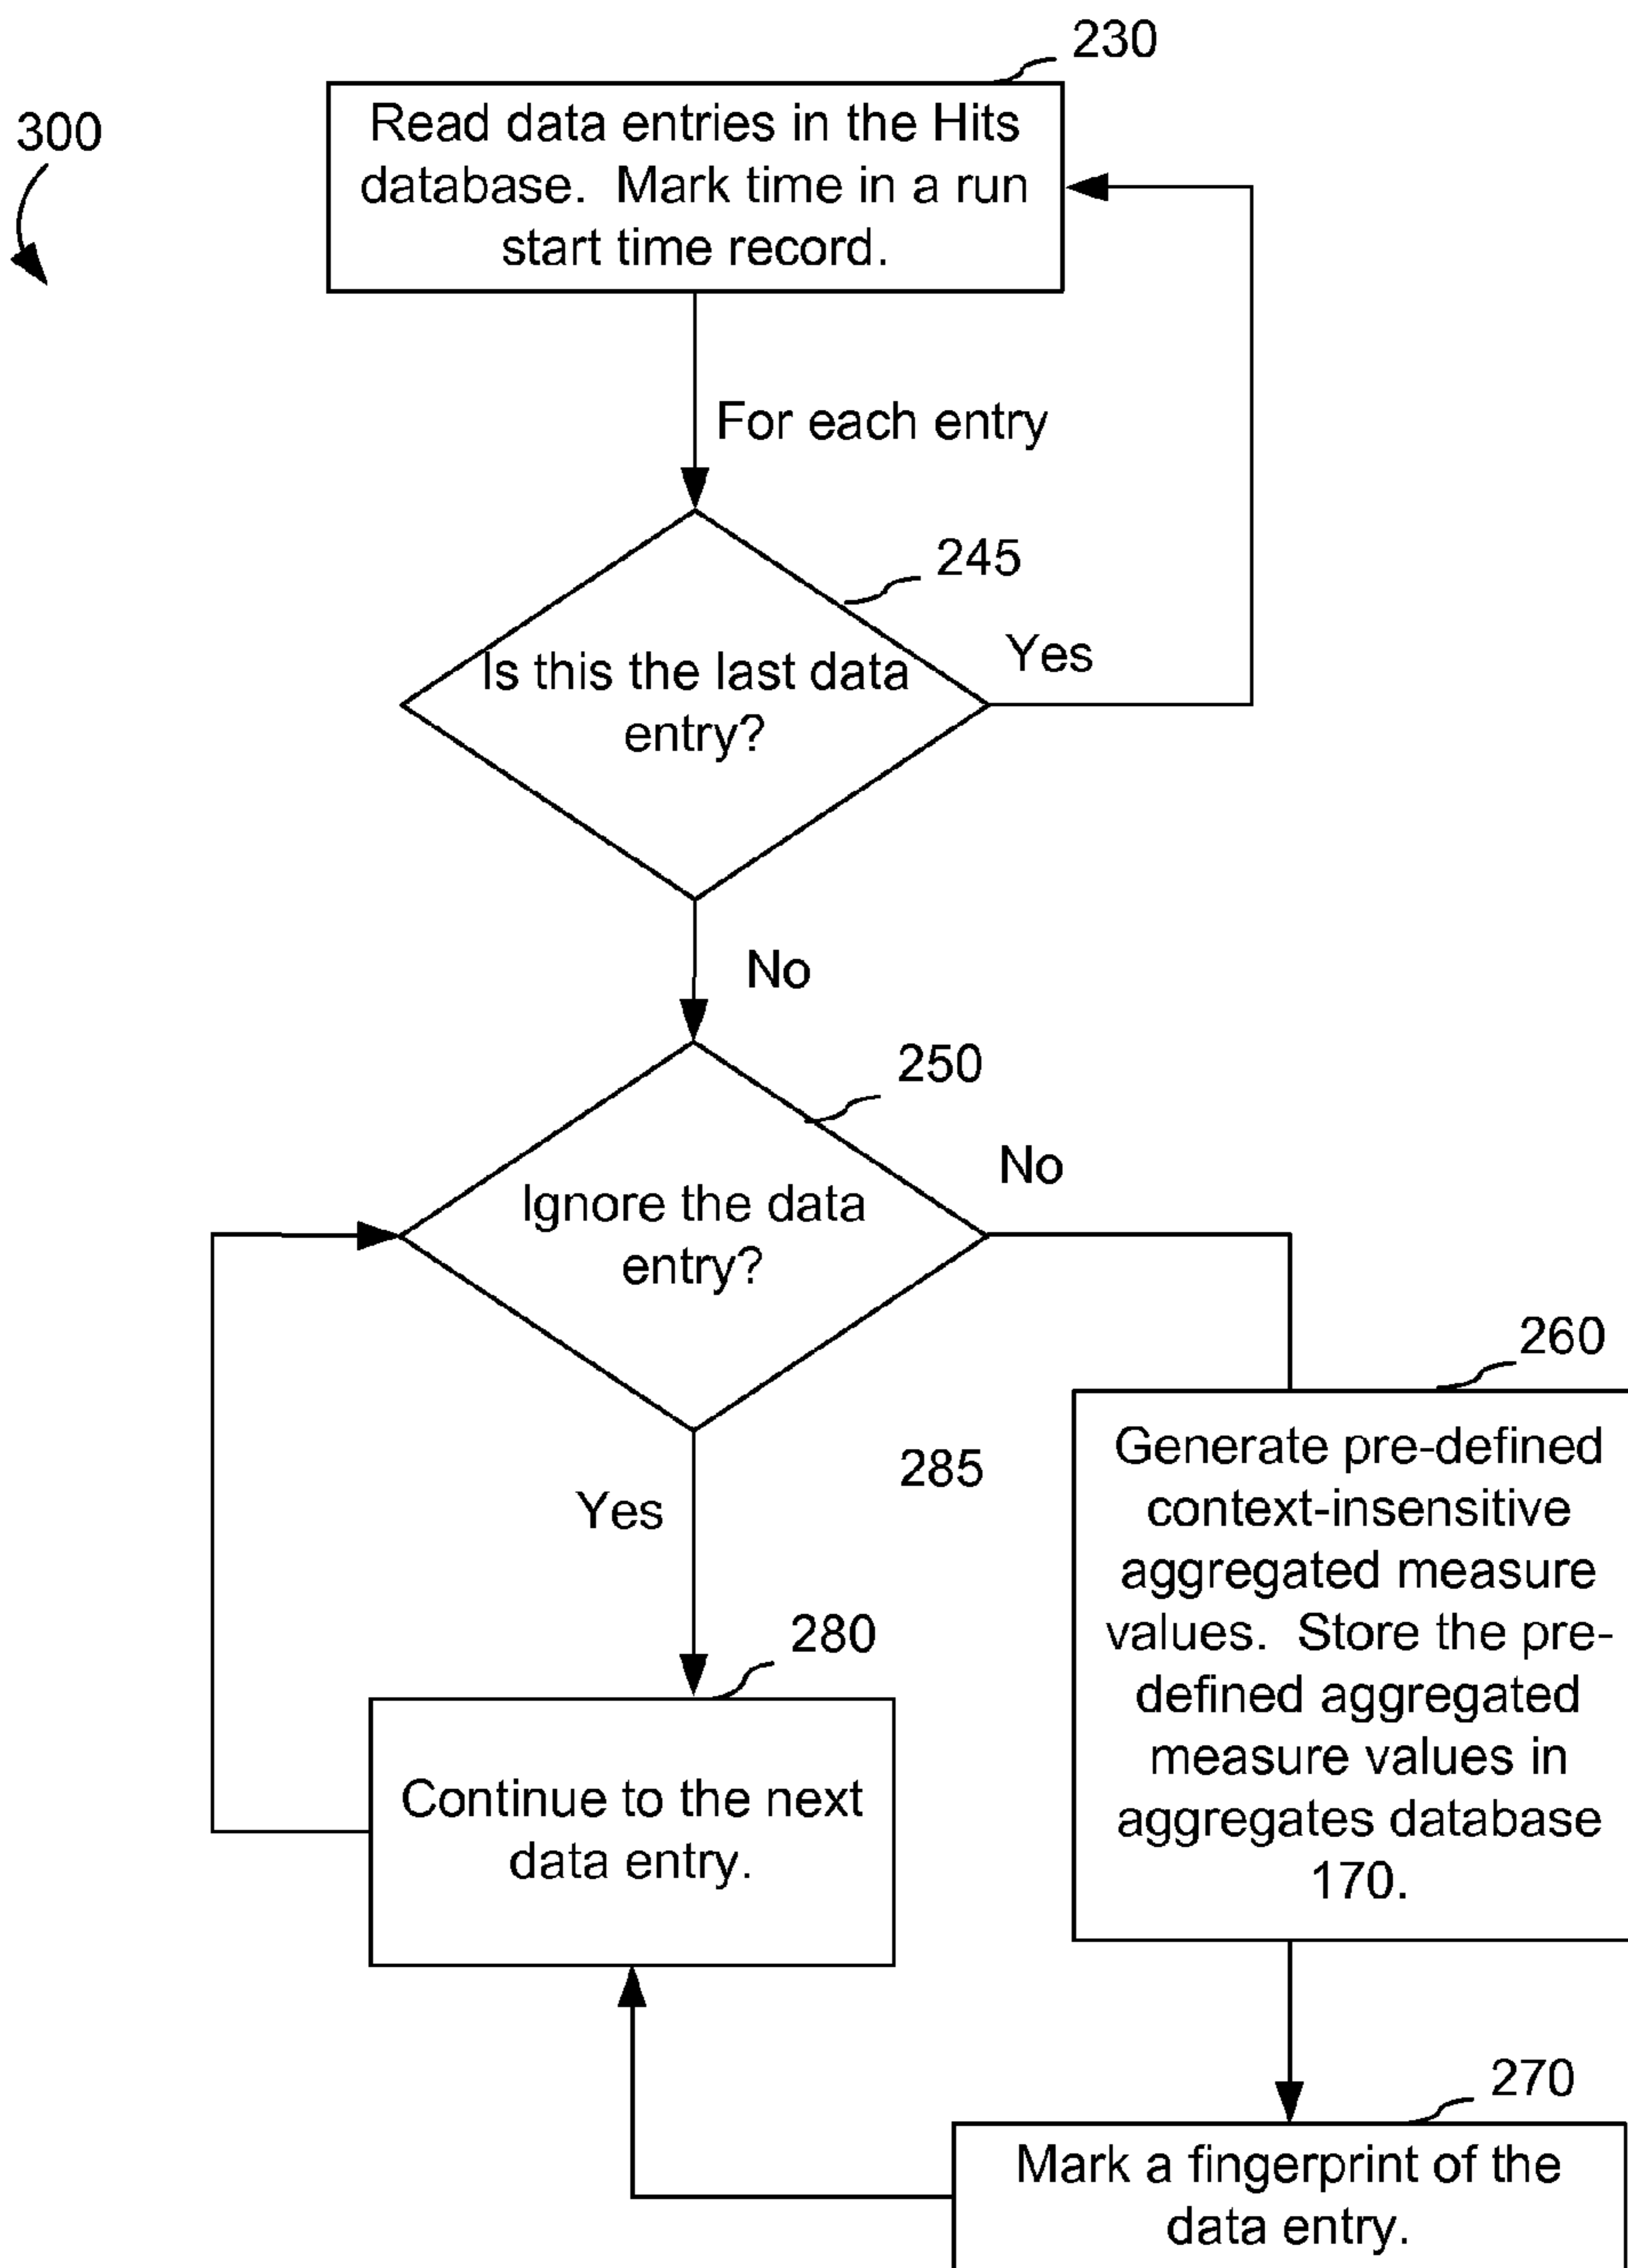 230
300
Read data entries in the Hits
database.  Mark time in a run
start time record.
For each entry
245
Is this the last data
entry?
Yes
No
250
Ignore the data
entry?
No
260
285
Yes
Generate pre-defined
context-insensitive
aggregated measure
values.  Store the pre-
defined aggregated
measure values in
aggregates database
170.
280
Continue to the next
data entry.
270
Mark a fingerprint of the
data entry.